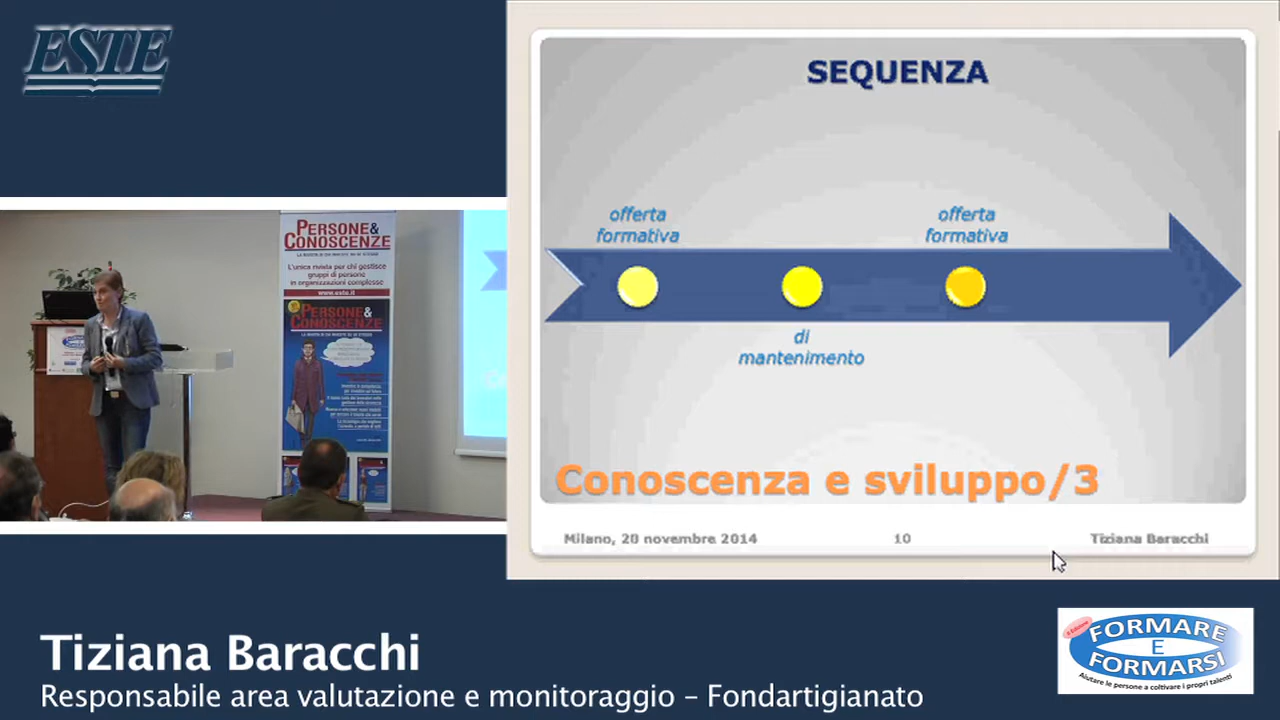 ESTE
SEQUENZA
offerta
formativa
offerta
formativa
di
mantenimento
Conoscenza e sviluppo/3
Milano, 20 novembre 2014
10
Tiziana Baracchi
PERSONE&
CONOSCENZE
L'unica rivista per chi gestisce
gruppi di persone
in organizzazioni complesse
www.este.it
PERSONE&
CONOSCENZE
Tiziana Baracchi
Responsabile area valutazione e monitoraggio – Fondartigianato
FORMARE
E
FORMARSI
Aiutare le persone a coltivare i propri talenti